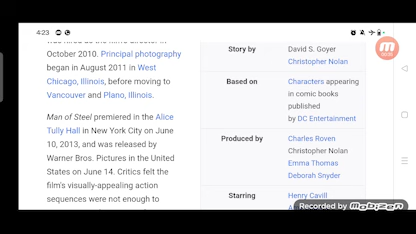 4:23
October 2010. Principal photography
began in August 2011 in West
Chicago, Illinois, before moving to
Vancouver and Plano, Illinois.
Man of Steel premiered in the Alice
Tully Hall in New York City on June
10, 2013, and was released by
Warner Bros. Pictures in the United
States on June 14. Critics felt the
film's visually-appealing action
sequences were not enough to
Story by
David S. Goyer
Christopher Nolan
Based on
Characters appearing
in comic books
published
by DC Entertainment
Produced by
Charles Roven
Christopher Nolan
Emma Thomas
Deborah Snyder
Starring
Henry Cavill
Recorded by MOBIZEN